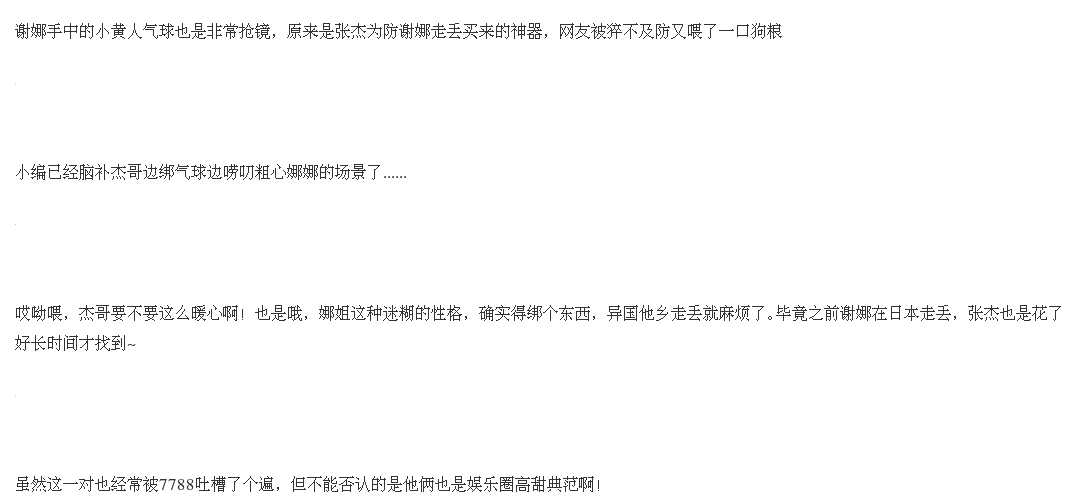 谢娜手中的小黄人气球也是非常抢镜，原来是张杰为防谢娜走丢买来的神器，网友被猝不及防又喂了一口狗粮
小编已经脑补杰哥边绑气球边唠叨粗心娜娜的场景了......
哎呦喂，杰哥要不要这么暖心啊！也是哦，娜姐这种迷糊的性格，确实得绑个东西，异国他乡走丢就麻烦了。毕竟之前谢娜在日本走丢，张杰也是花了
好长时间才找到~
虽然这一对也经常被7788吐槽了个遍，但不能否认的是他俩也是娱乐圈高甜典范啊！